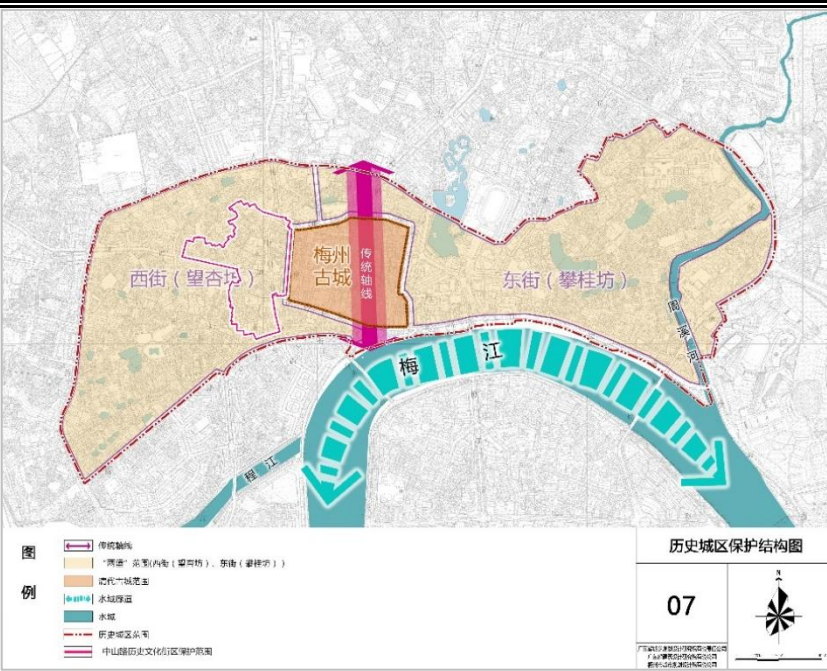 梅州
古城
传统轴线
西街（望杏坊）
东街（攀桂坊）
周溪河
梅江
程江
图例
传统轴线
"两街"范围(西街（望杏坊）、东街（攀桂坊））
清代古城范围
水域廊道
水域
历史城区范围
中山路历史文化街区保护范围
历史城区保护结构图
07
N